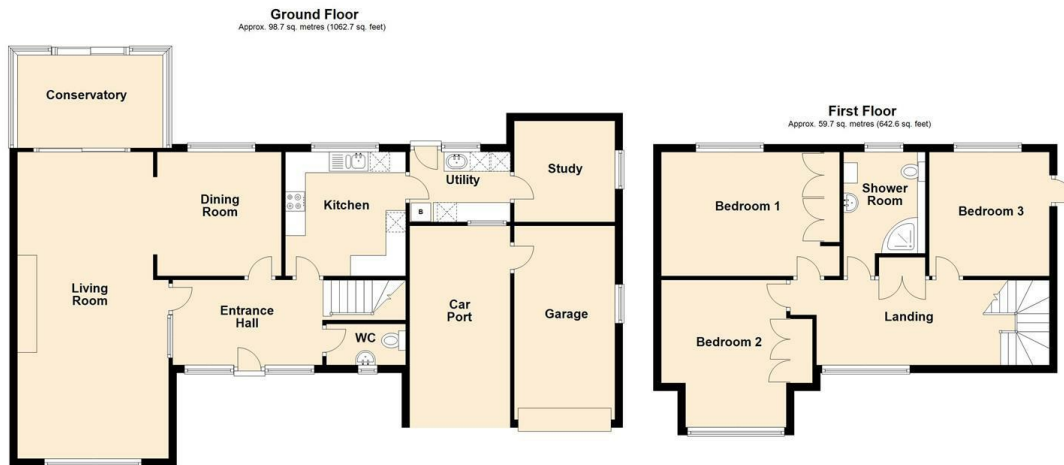 Ground Floor
Approx. 98.7 sq. metres (1062.7 sq. feet)
Conservatory
Dining
Room
Kitchen
Utility
B
Study
Living
Room
Entrance
Hall
WC
Car
Port
Garage
First Floor
Approx. 59.7 sq. metres (642.6 sq. feet)
Bedroom 1
Shower
Room
Bedroom 3
Bedroom 2
Landing